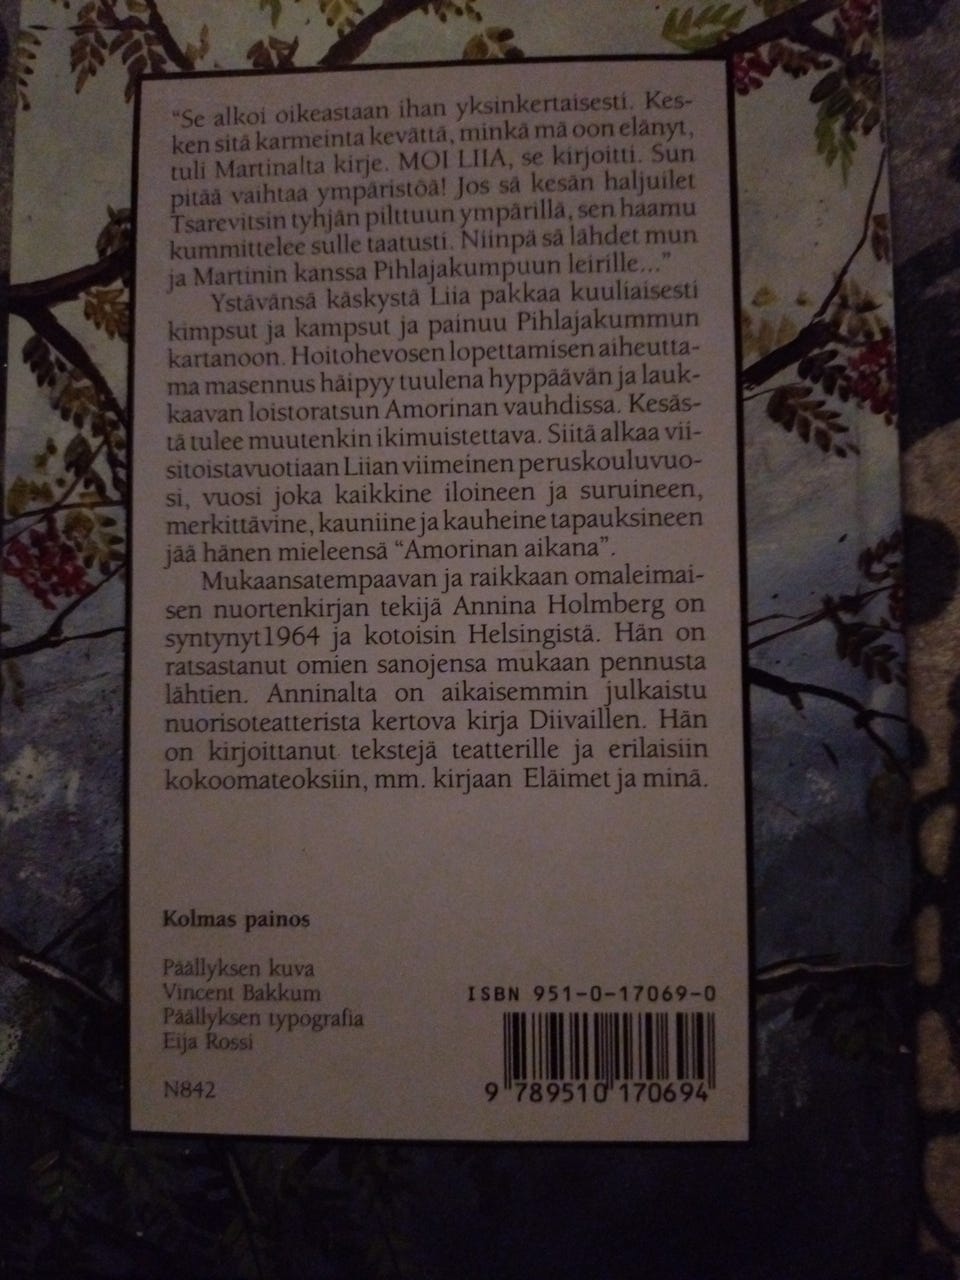 "Se alkoi oikeastaan ihan yksinkertaisesti. Kes-
ken sitä karmeinta kevättä, minkä mä oon elänyt,
tuli Martinalta kirje. MOI LIIA, se kirjoitti. Sun
pitää vaihtaa ympäristöä! Jos sä kesän haljuilet
Tsarevitsin tyhjän pilttuun ympärillä, sen haamu
kummittelee sulle taatusti. Niinpä sä lähdet mun
ja Martinin kanssa Pihlajakumpuun leirille..."
Ystävänsä käskystä Liia pakkaa kuuliaisesti
kimpsut ja kampsut ja painuu Pihlajakummun
kartanoon. Hoitohevosen lopettamisen aiheutta-
ma masennus häipyy tuulena hyppäävän ja lauk-
kaavan loistoratsun Amorinan vauhdissa. Kesäs-
tä tulee muutenkin ikimuistettava. Siitä alkaa vii-
sitoistavuotiaan Liian viimeinen peruskouluvuo-
si, vuosi joka kaikkine iloineen ja suruineen,
merkittävine, kauniine ja kauheine tapauksineen
jää hänen mieleensä "Amorinan aikana".
Mukaansatempaavan ja raikkaan omaleimai-
sen nuortenkirjan tekijä Annina Holmberg on
syntynyt1964 ja kotoisin Helsingistä. Hän on
ratsastanut omien sanojensa mukaan pennusta
lähtien. Anninalta on aikaisemmin julkaistu
nuorisoteatterista kertova kirja Diivaillen. Hän
on kirjoittanut tekstejä teatterille ja erilaisiin
kokoomateoksiin, mm. kirjaan Eläimet ja minä.
Kolmas painos
Päällyksen kuva
Vincent Bakkum
Päällyksen typografia
Eija Rossi
N842
ISBN 951-0-17069-0
9 789510 170694